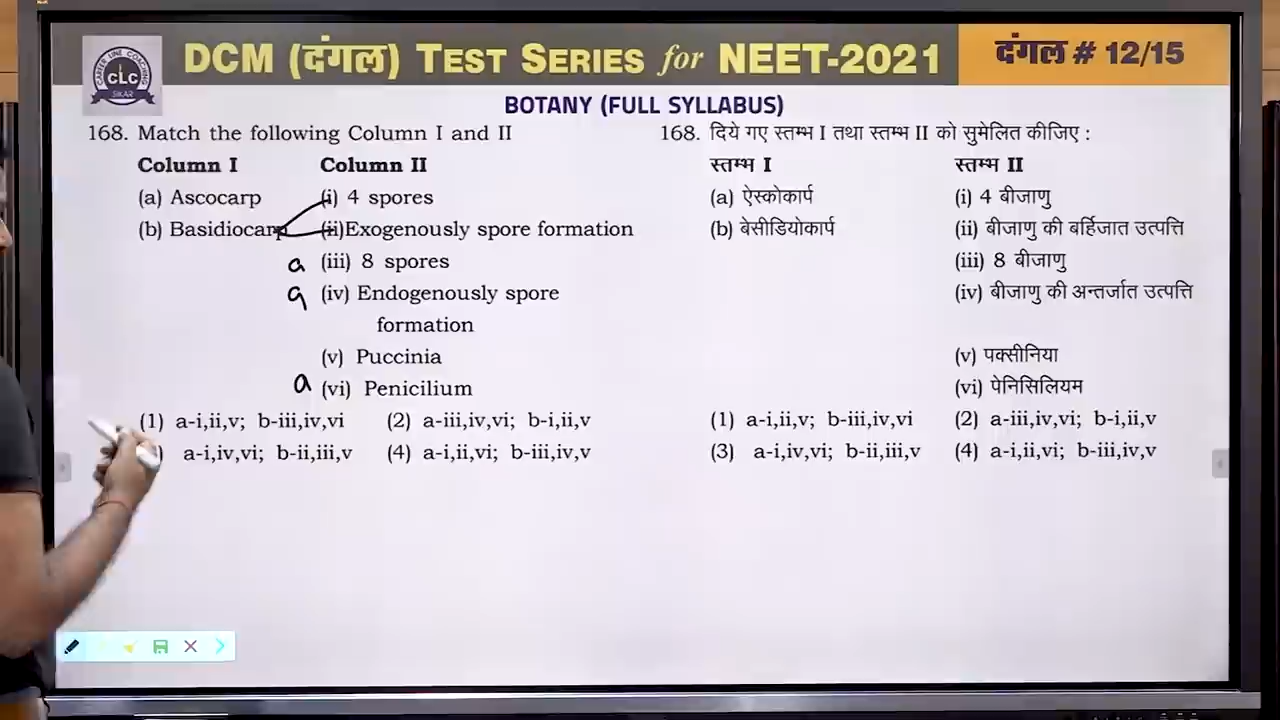 DCM (दंगल) TEST SERIES for NEET-2021
दंगल # 12/15
CAREER LINE COACHING
CLC
SIKAR
BOTANY (FULL SYLLABUS)
168. Match the following Column I and II
Column I Column II
(a) Ascocarp (i) 4 spores
(b) Basidiocarp (ii)Exogenously spore formation
a (iii) 8 spores
a (iv) Endogenously spore
formation
(v) Puccinia
a (vi) Penicilium
(1) a-i,ii,v; b-iii,iv,vi (2) a-iii,iv,vi; b-i,ii,v
) a-i,iv,vi; b-ii,iii,v (4) a-i,ii,vi; b-iii,iv,v
168. दिये गए स्तम्भ I तथा स्तम्भ II को सुमेलित कीजिए :
स्तम्भ I स्तम्भ II
(a) ऐस्कोकार्प (i) 4 बीजाणु
(b) बेसीडियोकार्प (ii) बीजाणु की बर्हिजात उत्पत्ति
(iii) 8 बीजाणु
(iv) बीजाणु की अन्तर्जात उत्पत्ति
(v) पक्सीनिया
(vi) पेनिसिलियम
(1) a-i,ii,v; b-iii,iv,vi (2) a-iii,iv,vi; b-i,ii,v
(3) a-i,iv,vi; b-ii,iii,v (4) a-i,ii,vi; b-iii,iv,v